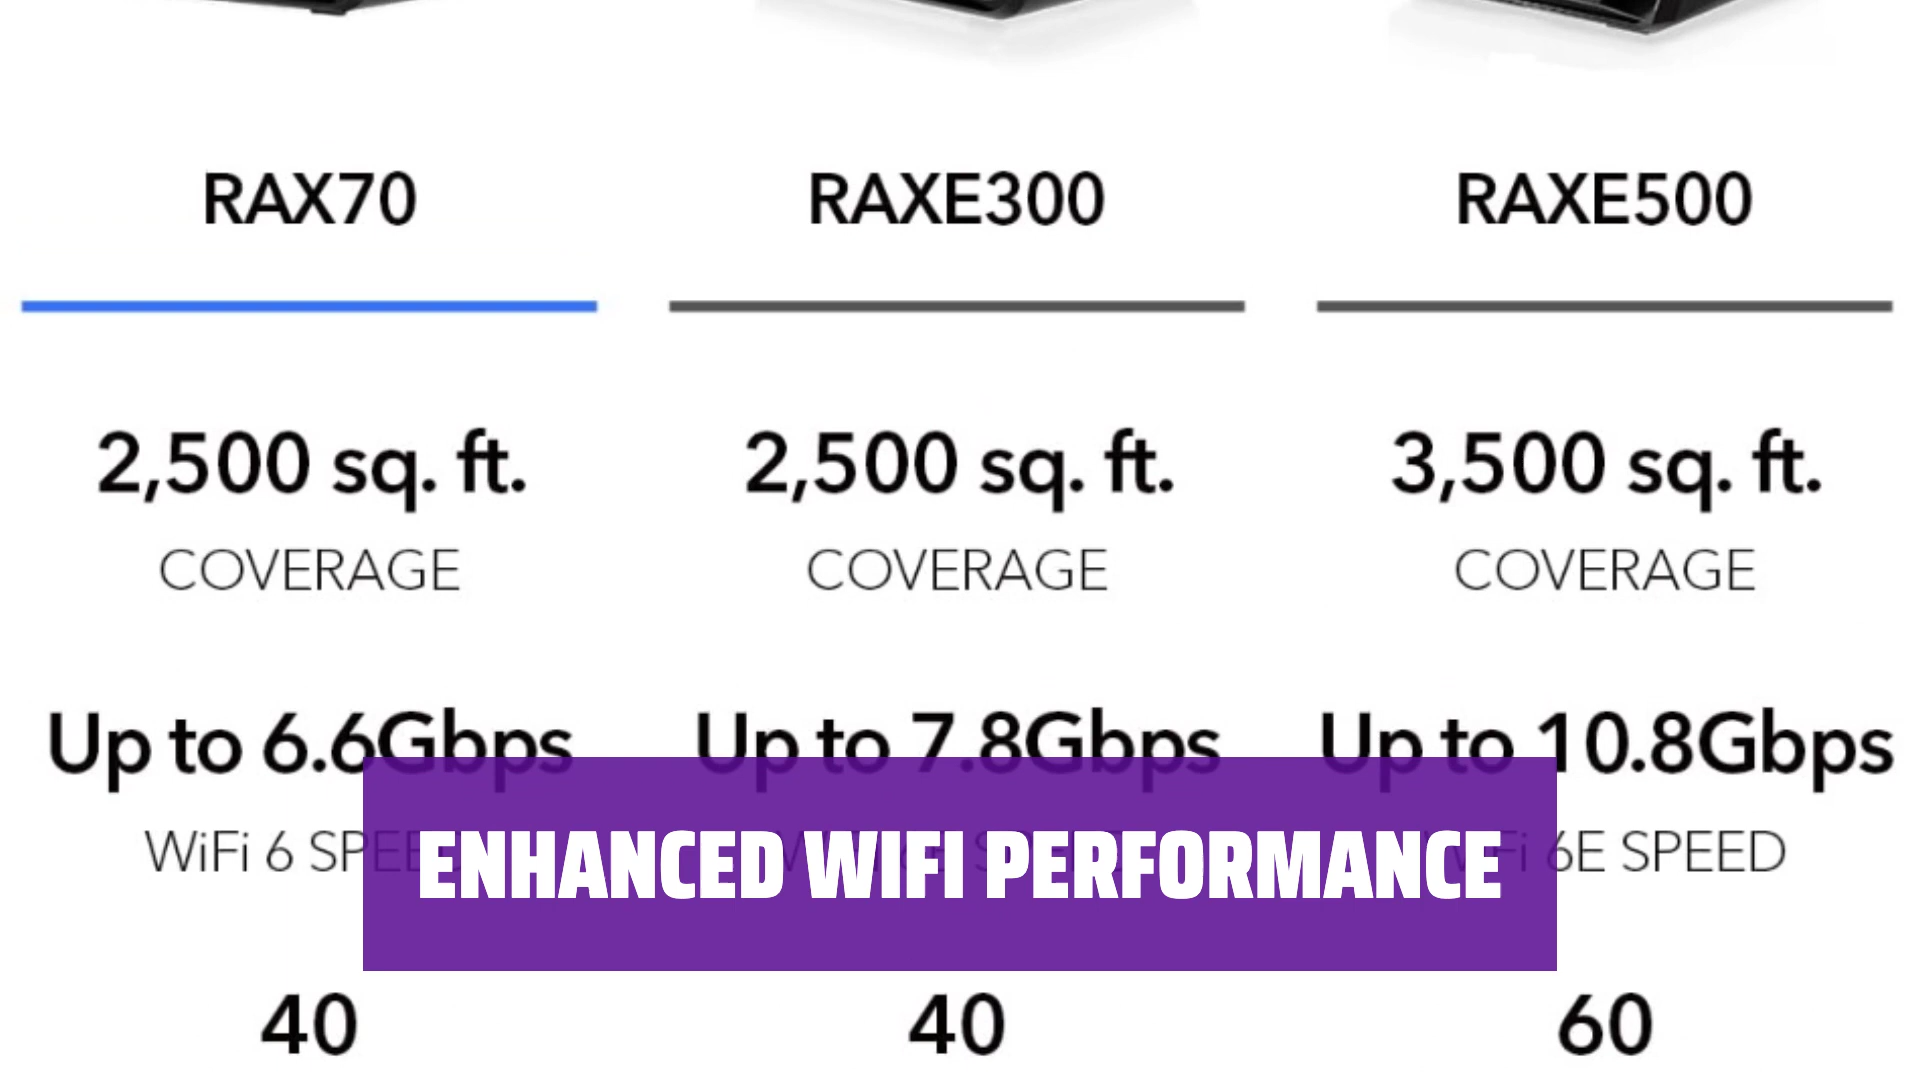 RAX70 RAXE300 RAXE500
2,500 sq. ft. 2,500 sq. ft. 3,500 sq. ft.
COVERAGE COVERAGE COVERAGE
Up to 6.6Gbps Up to 7.8Gbps Up to 10.8Gbps
WiFi 6 SPEED 6E SPEED
ENHANCED WIFI PERFORMANCE
40 40 60